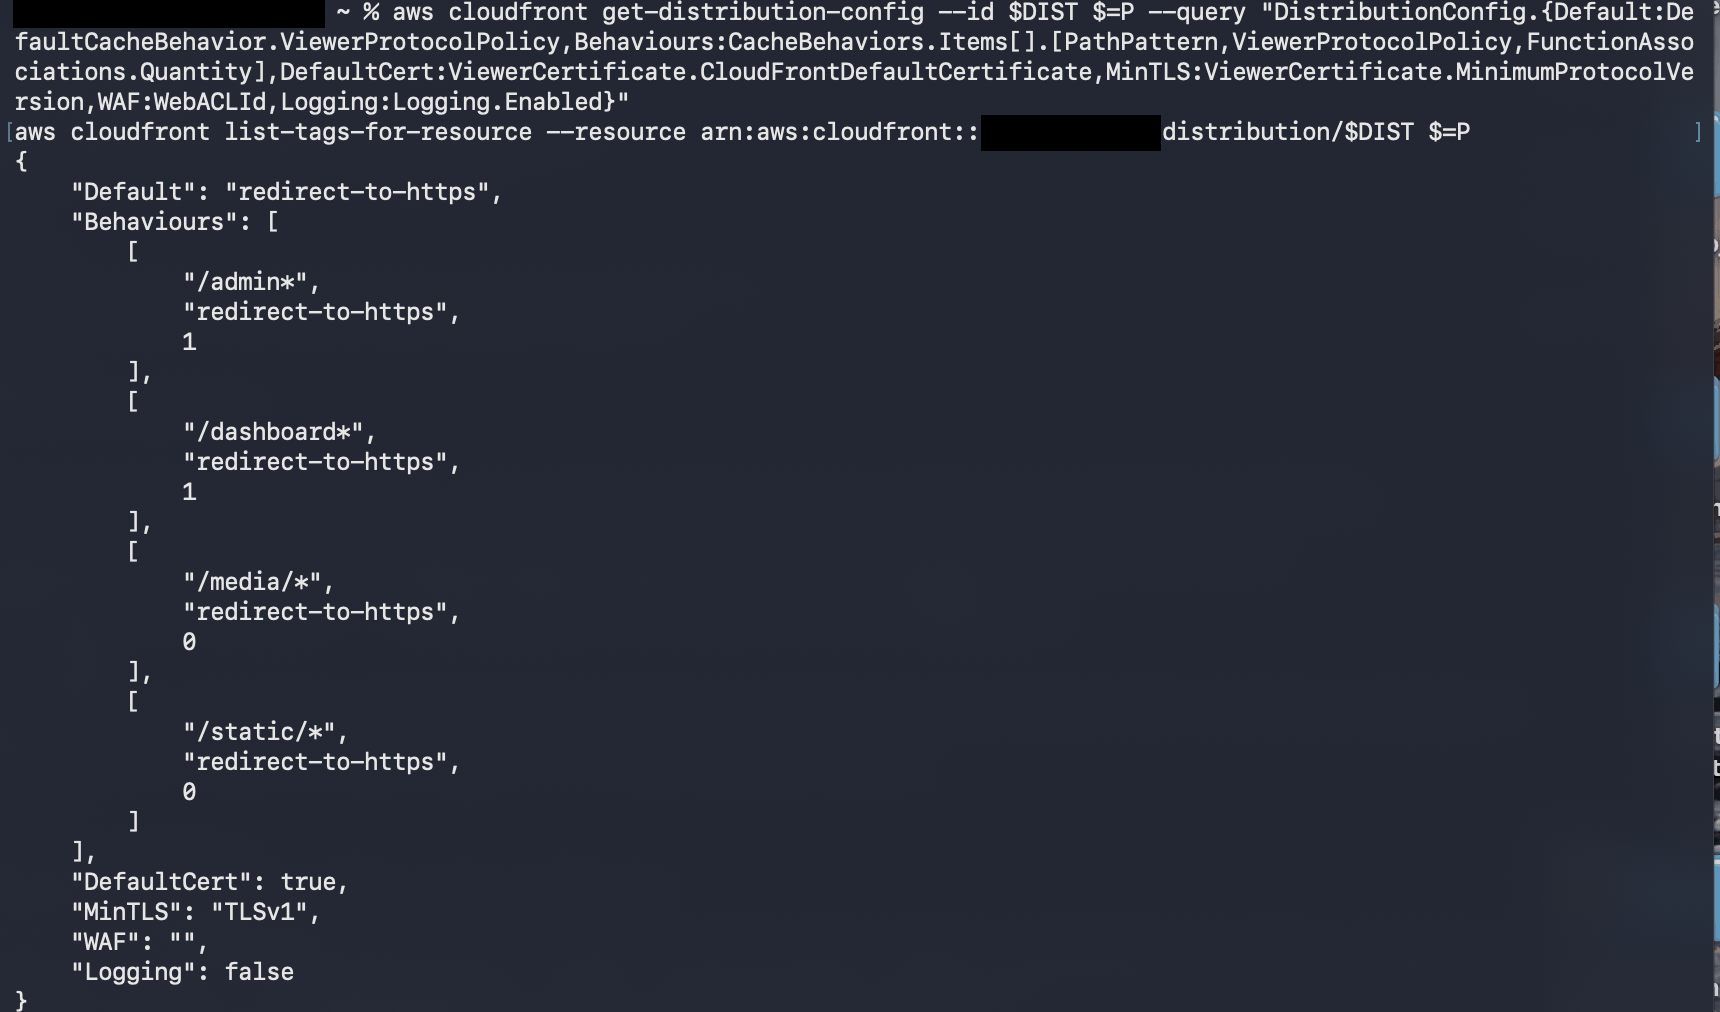 ~ % aws cloudfront get-distribution-config --id $DIST $=P --query "DistributionConfig.{Default:De
faultCacheBehavior.ViewerProtocolPolicy,Behaviours:CacheBehaviors.Items[].[PathPattern,ViewerProtocolPolicy,FunctionAsso
ciations.Quantity],DefaultCert:ViewerCertificate.CloudFrontDefaultCertificate,MinTLS:ViewerCertificate.MinimumProtocolVe
rsion,WAF:WebACLId,Logging:Logging.Enabled}"
[aws cloudfront list-tags-for-resource --resource arn:aws:cloudfront:: distribution/$DIST $=P ]
{
    "Default": "redirect-to-https",
    "Behaviours": [
        [
            "/admin*",
            "redirect-to-https",
            1
        ],
        [
            "/dashboard*",
            "redirect-to-https",
            1
        ],
        [
            "/media/*",
            "redirect-to-https",
            0
        ],
        [
            "/static/*",
            "redirect-to-https",
            0
        ]
    ],
    "DefaultCert": true,
    "MinTLS": "TLSv1",
    "WAF": "",
    "Logging": false
}